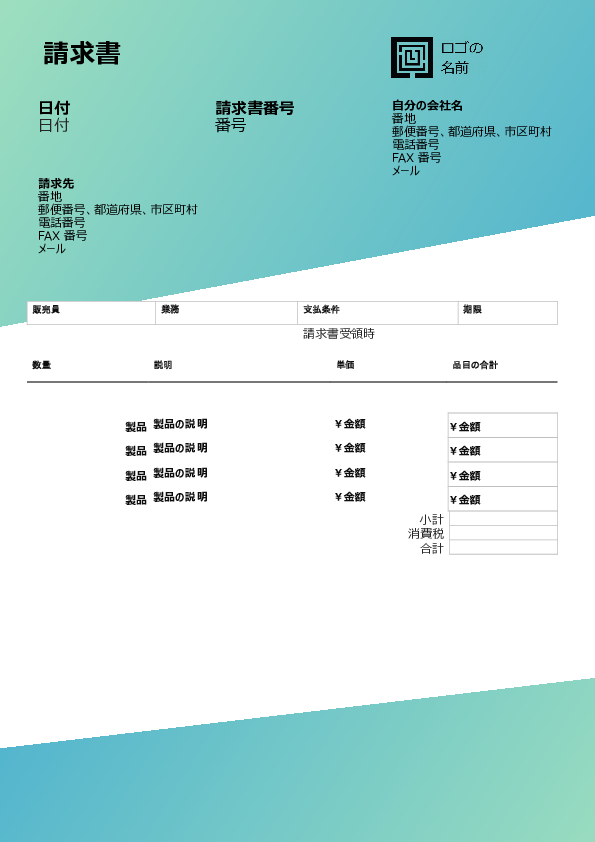 請求書
ロゴの
名前
日付
日付
請求書番号
番号
自分の会社名
番地
郵便番号、都道府県、市区町村
電話番号
FAX 番号
メール
請求先
番地
郵便番号、都道府県、市区町村
電話番号
FAX 番号
メール
販売員 業務 支払条件 期限
請求書受領時
数量 説明 単価 品目の合計
製品 製品の説明 ¥金額 ¥金額
製品 製品の説明 ¥金額 ¥金額
製品 製品の説明 ¥金額 ¥金額
製品 製品の説明 ¥金額 ¥金額
小計
消費税
合計